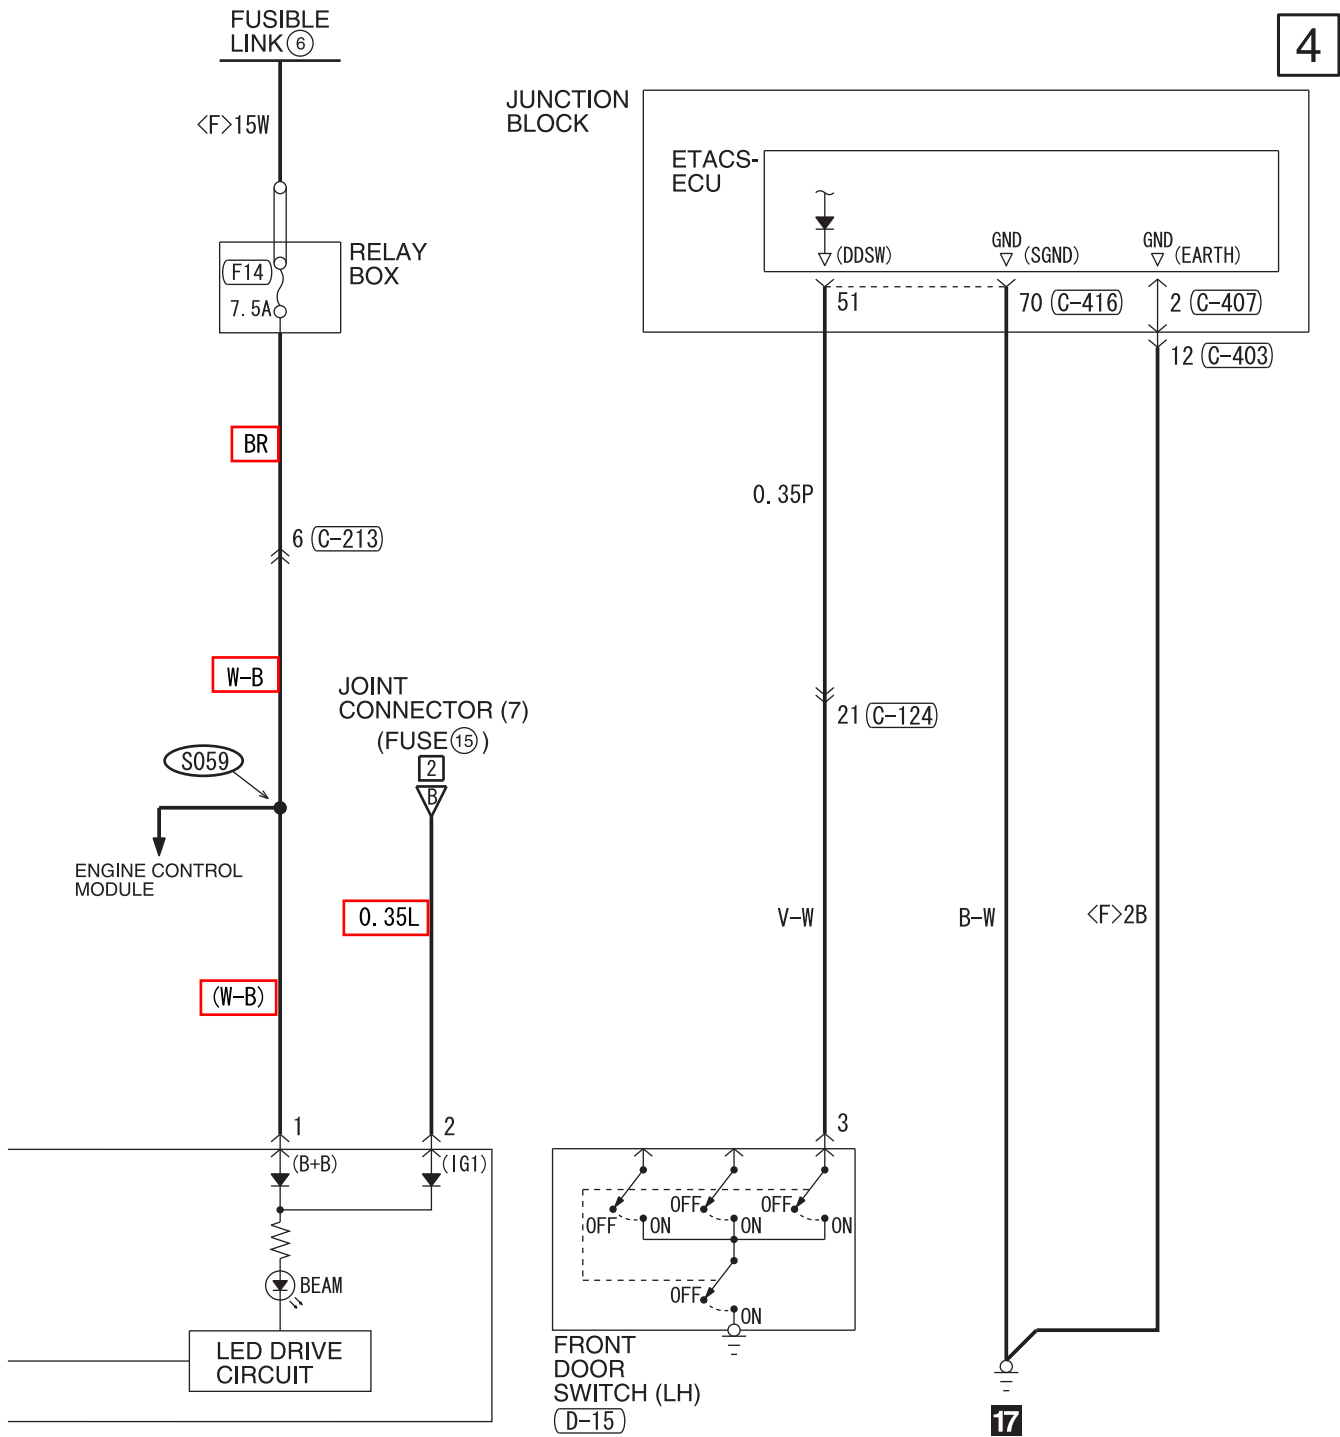 FUSIBLE
LINK 6
4
<F>15W
JUNCTION
BLOCK
ETACS-
ECU
RELAY
BOX
F14
7.5A
(DDSW)
GND
(SGND)
GND
(EARTH)
51
70 C-416
2 C-407
12 C-403
BR
0.35P
6 C-213
W-B
JOINT
CONNECTOR (7)
(FUSE 15)
2
B
21 C-124
S059
ENGINE CONTROL
MODULE
0.35L
V-W
B-W
<F>2B
(W-B)
1
2
3
(B+B)
(IG1)
OFF
ON
OFF
ON
OFF
ON
BEAM
OFF
ON
LED DRIVE
CIRCUIT
FRONT
DOOR
SWITCH (LH)
D-15
17